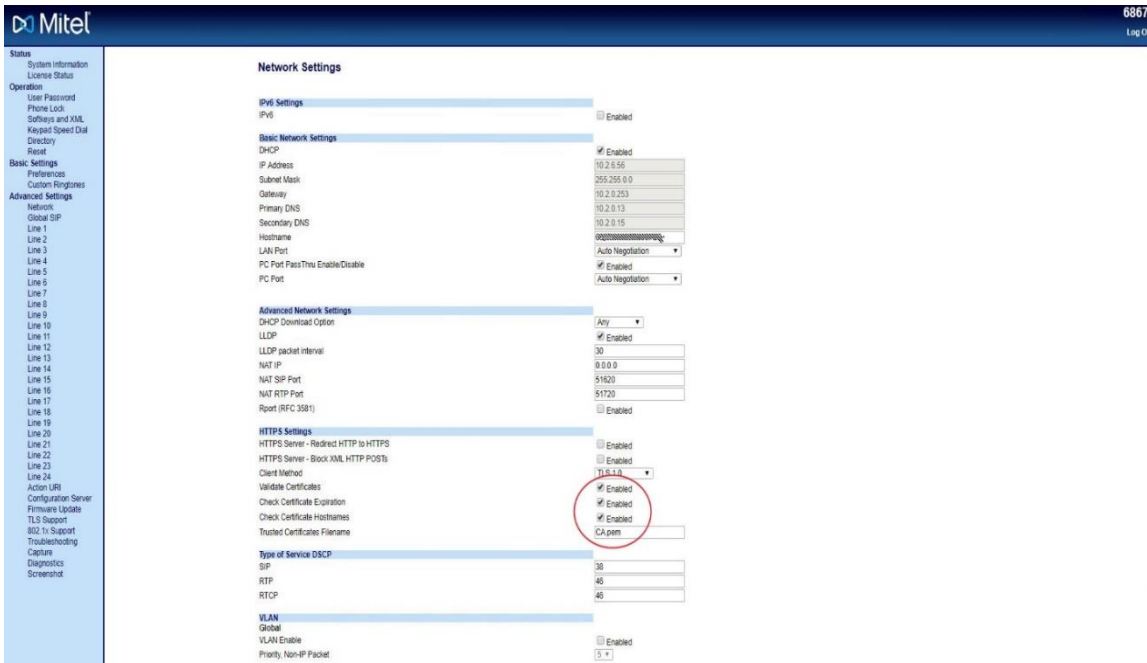 Mitel
6867
Log O
Status
System Information
License Status
Operation
User Password
Phone Lock
Softkeys and XML
Keypad Speed Dial
Directory
Reset
Basic Settings
Preferences
Custom Ringtones
Advanced Settings
Network
Global SIP
Line 1
Line 2
Line 3
Line 4
Line 5
Line 6
Line 7
Line 8
Line 9
Line 10
Line 11
Line 12
Line 13
Line 14
Line 15
Line 16
Line 17
Line 18
Line 19
Line 20
Line 21
Line 22
Line 23
Line 24
Action URI
Configuration Server
Firmware Update
TLS Support
802.1x Support
Troubleshooting
Capture
Diagnostics
Screenshot
Network Settings
IPv6 Settings
IPv6 Enabled
Basic Network Settings
DHCP Enabled
IP Address 10.2.6.56
Subnet Mask 255.255.0.0
Gateway 10.2.0.253
Primary DNS 10.2.0.13
Secondary DNS 10.2.0.15
Hostname
LAN Port Auto Negotiation
PC Port PassThru Enable/Disable Enabled
PC Port Auto Negotiation
Advanced Network Settings
DHCP Download Option Any
LLDP Enabled
LLDP packet interval 30
NAT IP 0.0.0.0
NAT SIP Port 51620
NAT RTP Port 51720
Rport (RFC 3581) Enabled
HTTPS Settings
HTTPS Server - Redirect HTTP to HTTPS Enabled
HTTPS Server - Block XML HTTP POSTs Enabled
Client Method TLS 1.0
Validate Certificates Enabled
Check Certificate Expiration Enabled
Check Certificate Hostnames Enabled
Trusted Certificates Filename CA.pem
Type of Service DSCP
SIP 38
RTP 46
RTCP 46
VLAN
Global
VLAN Enable Enabled
Priority, Non-IP Packet 5